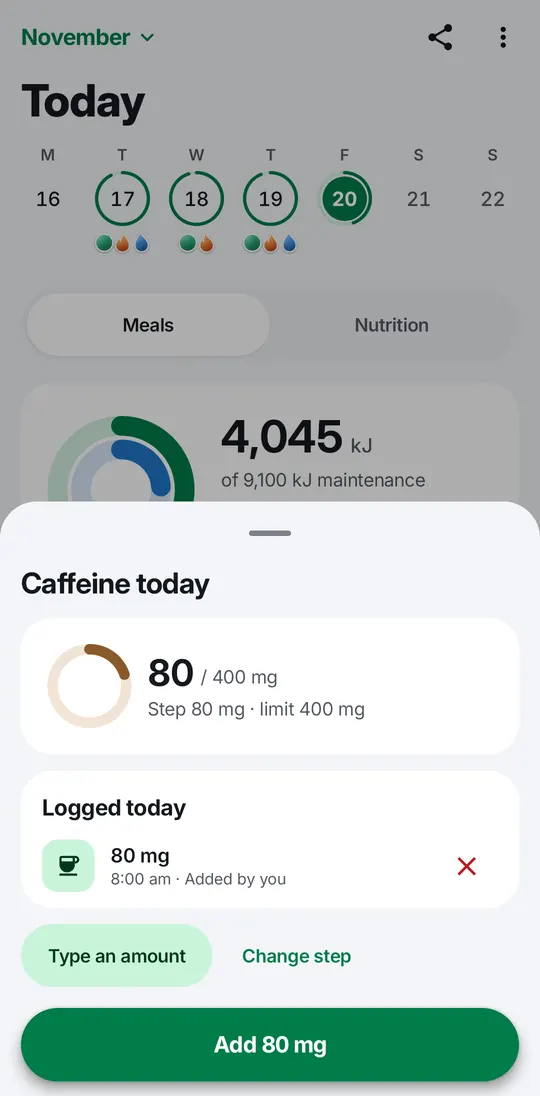 November
Today
M T W T F S S
16 17 18 19 20 21 22
Meals Nutrition
4,045 kJ
of 9,100 kJ maintenance
Caffeine today
80 / 400 mg
Step 80 mg · limit 400 mg
Logged today
80 mg
8:00 am · Added by you
Type an amount Change step
Add 80 mg